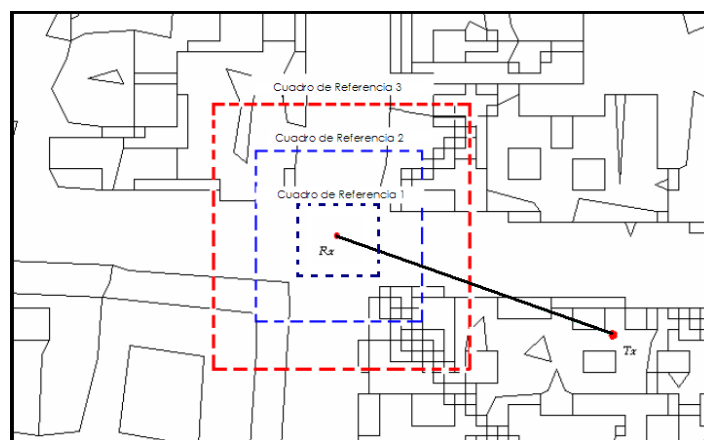 Cuadro de Referencia 3
Cuadro de Referencia 2
Cuadro de Referencia 1
Rx
Tx